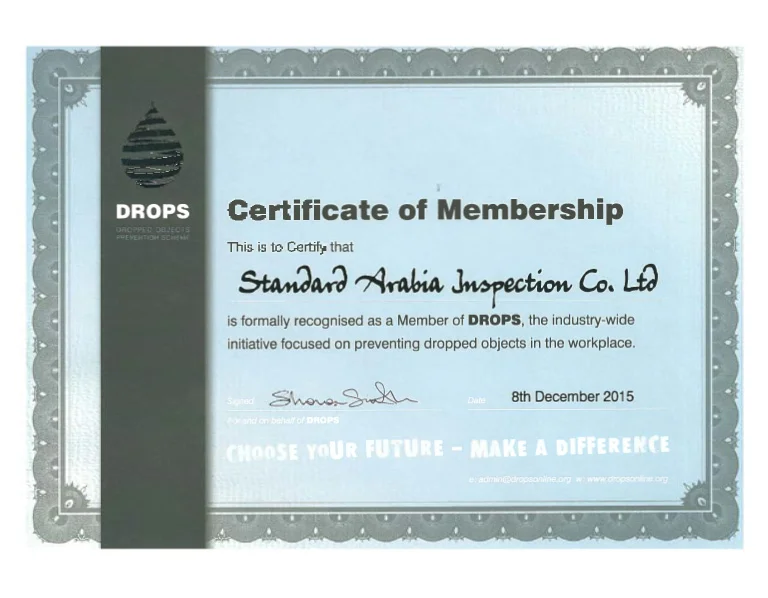 DROPS
DROPPED OBJECTS
PREVENTION SCHEME
Certificate of Membership
This is to Certify that
Standard Arabia Inspection Co. Ltd
is formally recognised as a Member of DROPS, the industry-wide
initiative focused on preventing dropped objects in the workplace.
Signed
Date 8th December 2015
For and on behalf of DROPS
CHOOSE YOUR FUTURE – MAKE A DIFFERENCE
e: admin@dropsonline.org w: www.dropsonline.org